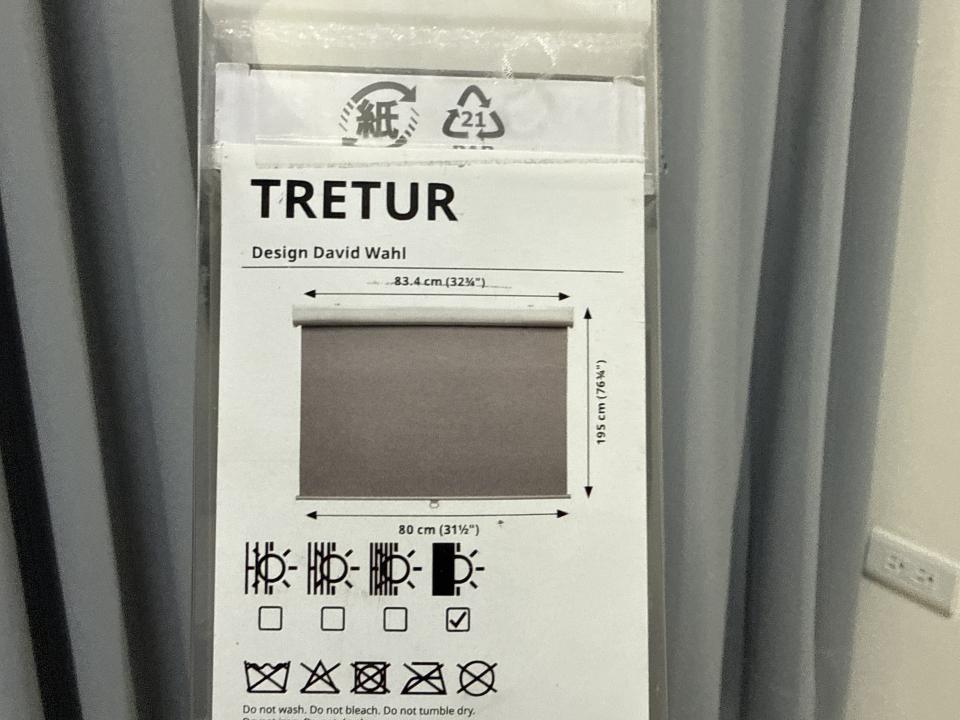 紙
21
PAP
TRETUR
Design David Wahl
83.4 cm (32¾")
195 cm (76¾")
80 cm (31½")
Do not wash. Do not bleach. Do not tumble dry.